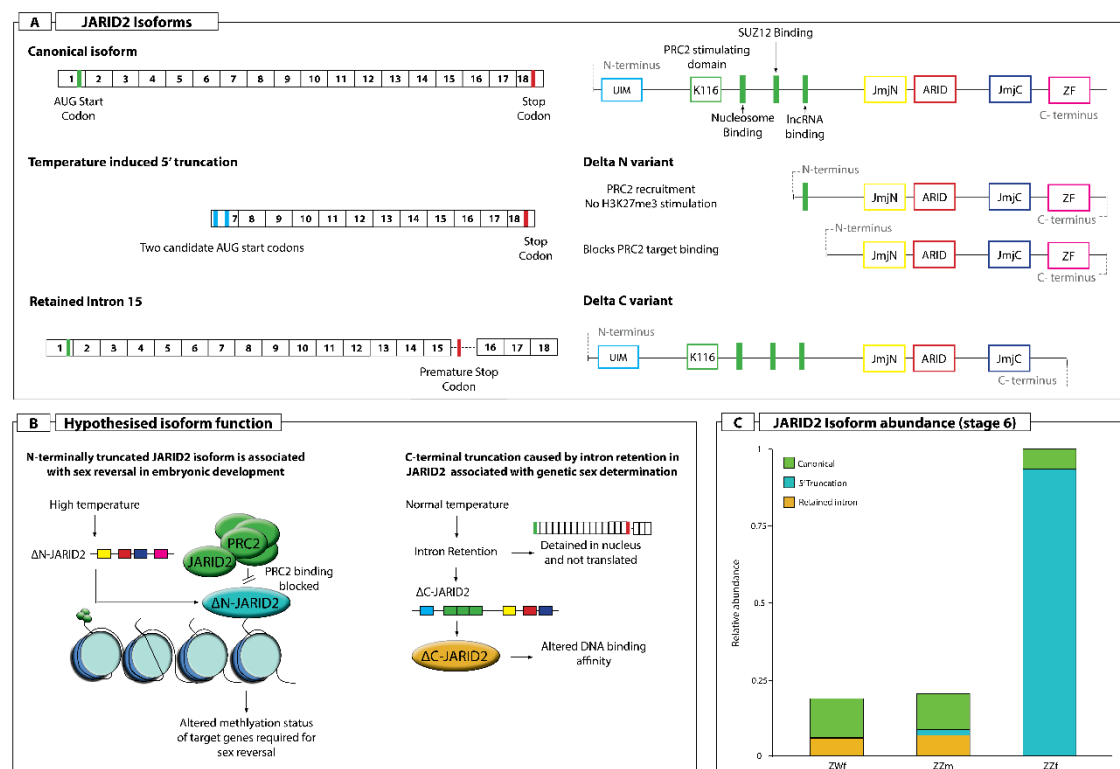 A JARID2 Isoforms
Canonical isoform
1 2 3 4 5 6 7 8 9 10 11 12 13 14 15 16 17 18
AUG Start
Codon
Stop
Codon
SUZ12 Binding
PRC2 stimulating
domain
N-terminus
UIM K116 JmjN ARID JmjC ZF
Nucleosome
Binding
lncRNA
binding
C- terminus
Temperature induced 5' truncation
7 8 9 10 11 12 13 14 15 16 17 18
Two candidate AUG start codons
Stop
Codon
Delta N variant
N-terminus
PRC2 recruitment
No H3K27me3 stimulation
JmjN ARID JmjC ZF
C- terminus
N-terminus
Blocks PRC2 target binding
JmjN ARID JmjC ZF
C- terminus
Retained Intron 15
1 2 3 4 5 6 7 8 9 10 11 12 13 14 15 16 17 18
Premature Stop
Codon
Delta C variant
N-terminus
UIM K116 JmjN ARID JmjC
C- terminus
B Hypothesised isoform function
N-terminally truncated JARID2 isoform is associated
with sex reversal in embryonic development
High temperature
ΔN-JARID2
PRC2
JARID2
PRC2 binding
blocked
ΔN-JARID2
Altered methlyation status
of target genes required for
sex reversal
C-terminal truncation caused by intron retention in
JARID2 associated with genetic sex determination
Normal temperature
Intron Retention
Detained in nucleus
and not translated
ΔC-JARID2
ΔC-JARID2
Altered DNA binding
affinity
C JARID2 Isoform abundance (stage 6)
Canonical
5'Truncation
Retained intron
Relative abundance
1
0.75
0.5
0.25
0
ZWf ZZm ZZf